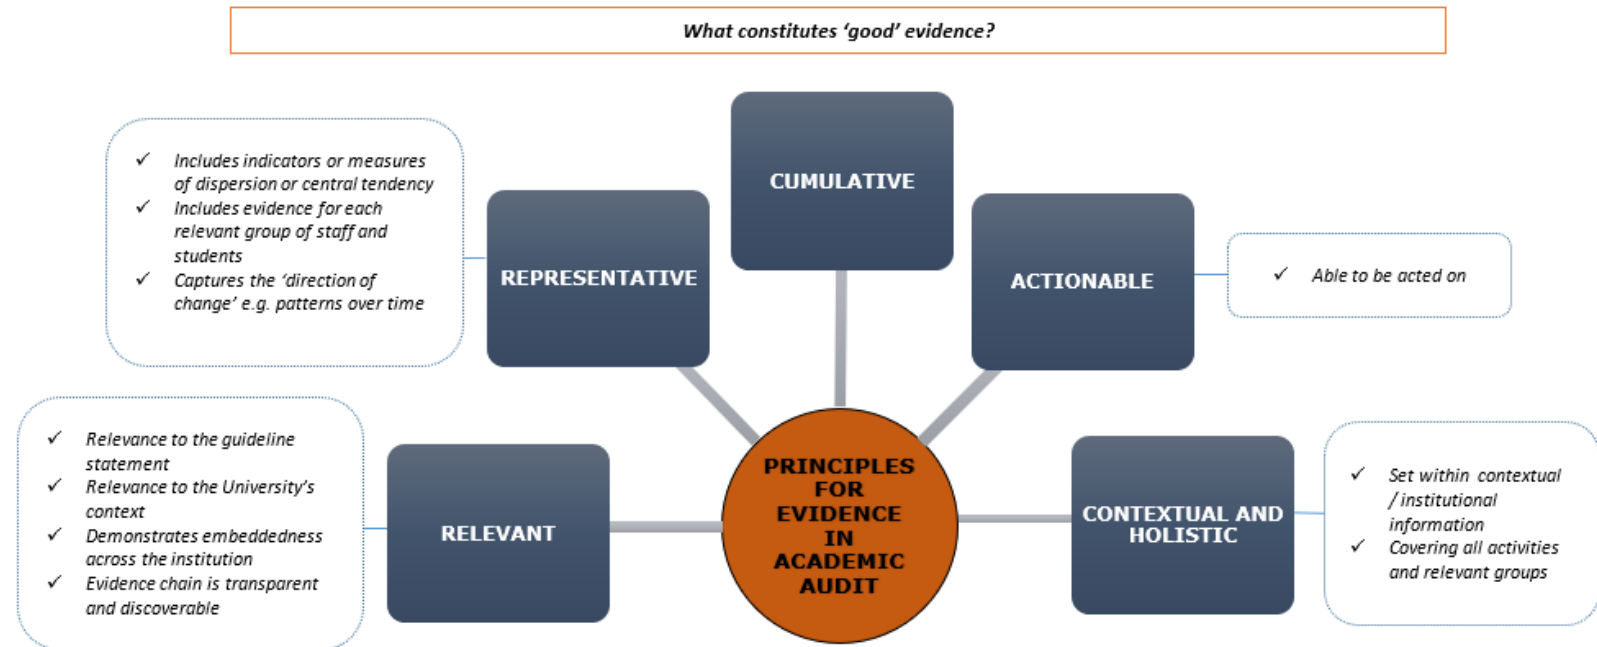 What constitutes ‘good’ evidence?
CUMULATIVE
✓ Includes indicators or measures
of dispersion or central tendency
✓ Includes evidence for each
relevant group of staff and
students
✓ Captures the ‘direction of
change’ e.g. patterns over time
REPRESENTATIVE
ACTIONABLE
✓ Able to be acted on
✓ Relevance to the guideline
statement
✓ Relevance to the University’s
context
✓ Demonstrates embeddedness
across the institution
✓ Evidence chain is transparent
and discoverable
RELEVANT
PRINCIPLES
FOR
EVIDENCE
IN
ACADEMIC
AUDIT
CONTEXTUAL AND
HOLISTIC
✓ Set within contextual
/ institutional
information
✓ Covering all activities
and relevant groups